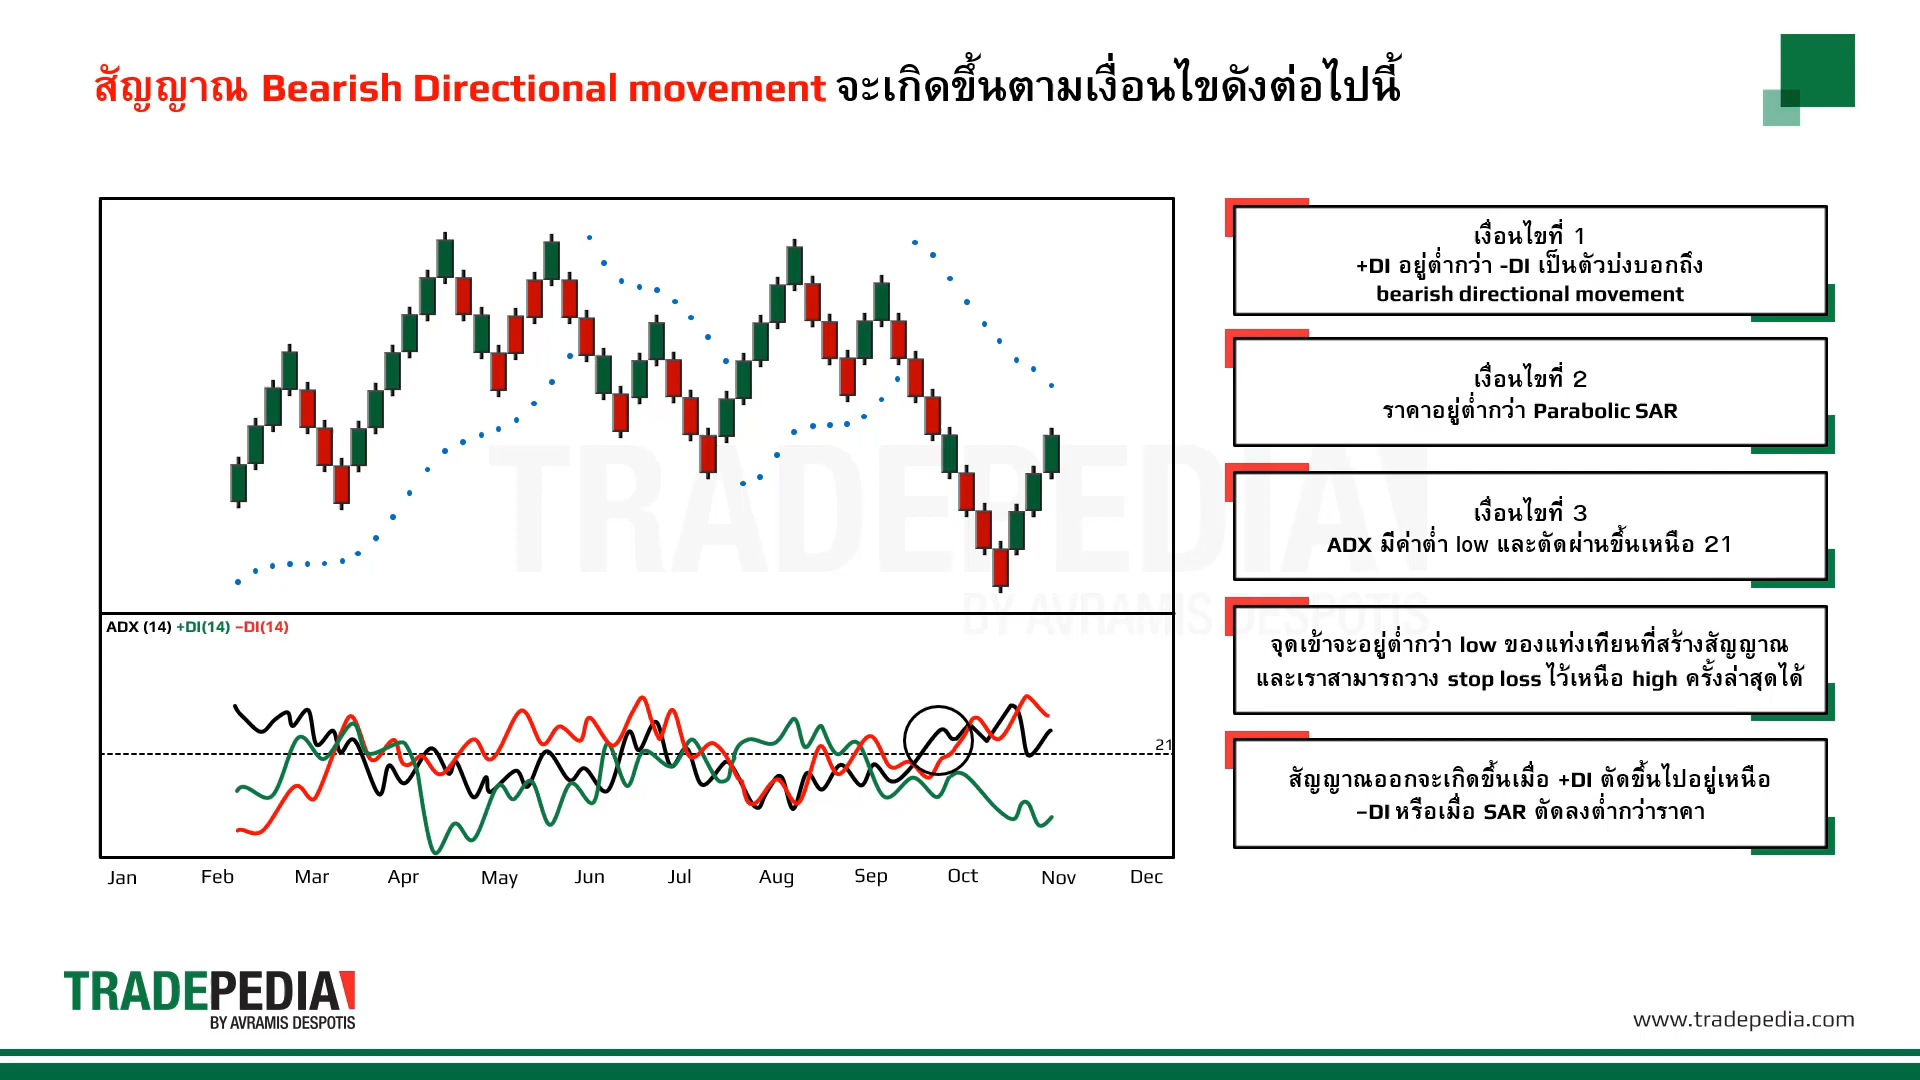 สัญญาณ Bearish Directional movement จะเกิดขึ้นตามเงื่อนไขดังต่อไปนี้
TRADEPEDIA
BY AVRAMIS DESPOTIS
ADX (14) +DI(14) –DI(14)
21
Jan Feb Mar Apr May Jun Jul Aug Sep Oct Nov Dec
เงื่อนไขที่ 1
+DI อยู่ต่ำกว่า -DI เป็นตัวบ่งบอกถึง
bearish directional movement
เงื่อนไขที่ 2
ราคาอยู่ต่ำกว่า Parabolic SAR
เงื่อนไขที่ 3
ADX มีค่าต่ำ low และตัดผ่านขึ้นเหนือ 21
จุดเข้าจะอยู่ต่ำกว่า low ของแท่งเทียนที่สร้างสัญญาณ
และเราสามารถวาง stop loss ไว้เหนือ high ครั้งล่าสุดได้
สัญญาณออกจะเกิดขึ้นเมื่อ +DI ตัดขึ้นไปอยู่เหนือ
–DI หรือเมื่อ SAR ตัดลงต่ำกว่าราคา
TRADEPEDIA
BY AVRAMIS DESPOTIS
www.tradepedia.com